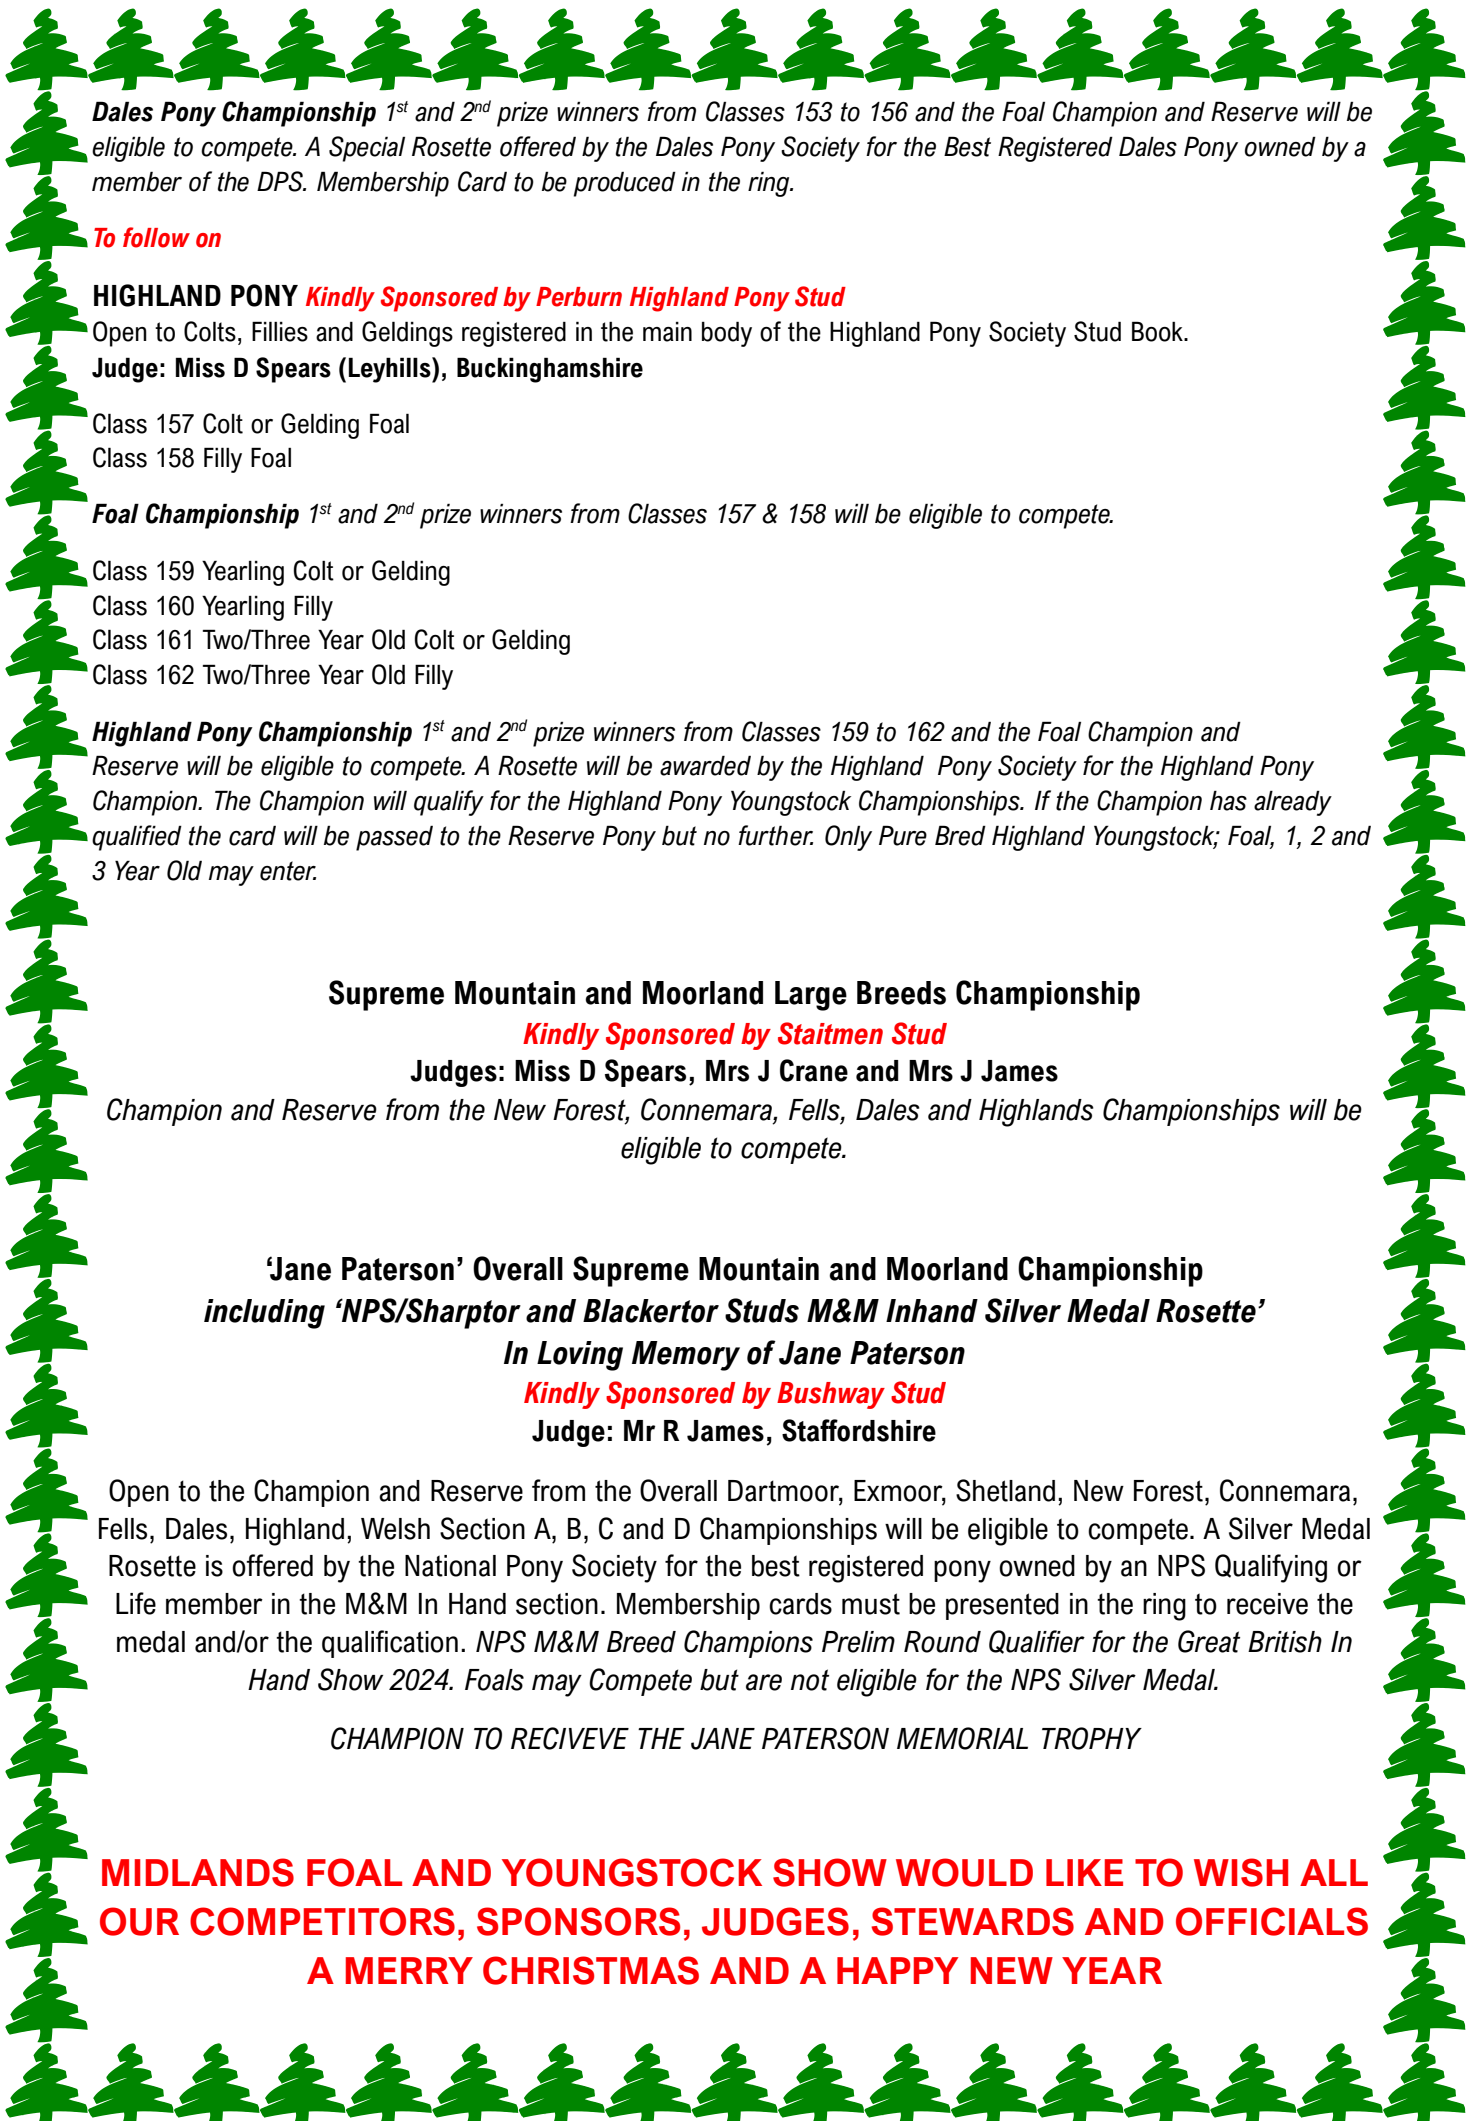 Dales Pony Championship 1st and 2nd prize winners from Classes 153 to 156 and the Foal Champion and Reserve will be
eligible to compete. A Special Rosette offered by the Dales Pony Society for the Best Registered Dales Pony owned by a
member of the DPS. Membership Card to be produced in the ring.
To follow on
HIGHLAND PONY Kindly Sponsored by Perburn Highland Pony Stud
Open to Colts, Fillies and Geldings registered in the main body of the Highland Pony Society Stud Book.
Judge: Miss D Spears (Leyhills), Buckinghamshire
Class 157 Colt or Gelding Foal
Class 158 Filly Foal
Foal Championship 1st and 2nd prize winners from Classes 157 & 158 will be eligible to compete.
Class 159 Yearling Colt or Gelding
Class 160 Yearling Filly
Class 161 Two/Three Year Old Colt or Gelding
Class 162 Two/Three Year Old Filly
Highland Pony Championship 1st and 2nd prize winners from Classes 159 to 162 and the Foal Champion and
Reserve will be eligible to compete. A Rosette will be awarded by the Highland Pony Society for the Highland Pony
Champion. The Champion will qualify for the Highland Pony Youngstock Championships. If the Champion has already
qualified the card will be passed to the Reserve Pony but no further. Only Pure Bred Highland Youngstock; Foal, 1, 2 and
3 Year Old may enter.
Supreme Mountain and Moorland Large Breeds Championship
Kindly Sponsored by Staitmen Stud
Judges: Miss D Spears, Mrs J Crane and Mrs J James
Champion and Reserve from the New Forest, Connemara, Fells, Dales and Highlands Championships will be
eligible to compete.
‘Jane Paterson’ Overall Supreme Mountain and Moorland Championship
including ‘NPS/Sharptor and Blackertor Studs M&M Inhand Silver Medal Rosette’
In Loving Memory of Jane Paterson
Kindly Sponsored by Bushway Stud
Judge: Mr R James, Staffordshire
Open to the Champion and Reserve from the Overall Dartmoor, Exmoor, Shetland, New Forest, Connemara,
Fells, Dales, Highland, Welsh Section A, B, C and D Championships will be eligible to compete. A Silver Medal
Rosette is offered by the National Pony Society for the best registered pony owned by an NPS Qualifying or
Life member in the M&M In Hand section. Membership cards must be presented in the ring to receive the
medal and/or the qualification. NPS M&M Breed Champions Prelim Round Qualifier for the Great British In
Hand Show 2024. Foals may Compete but are not eligible for the NPS Silver Medal.
CHAMPION TO RECIVEVE THE JANE PATERSON MEMORIAL TROPHY
MIDLANDS FOAL AND YOUNGSTOCK SHOW WOULD LIKE TO WISH ALL
OUR COMPETITORS, SPONSORS, JUDGES, STEWARDS AND OFFICIALS
A MERRY CHRISTMAS AND A HAPPY NEW YEAR